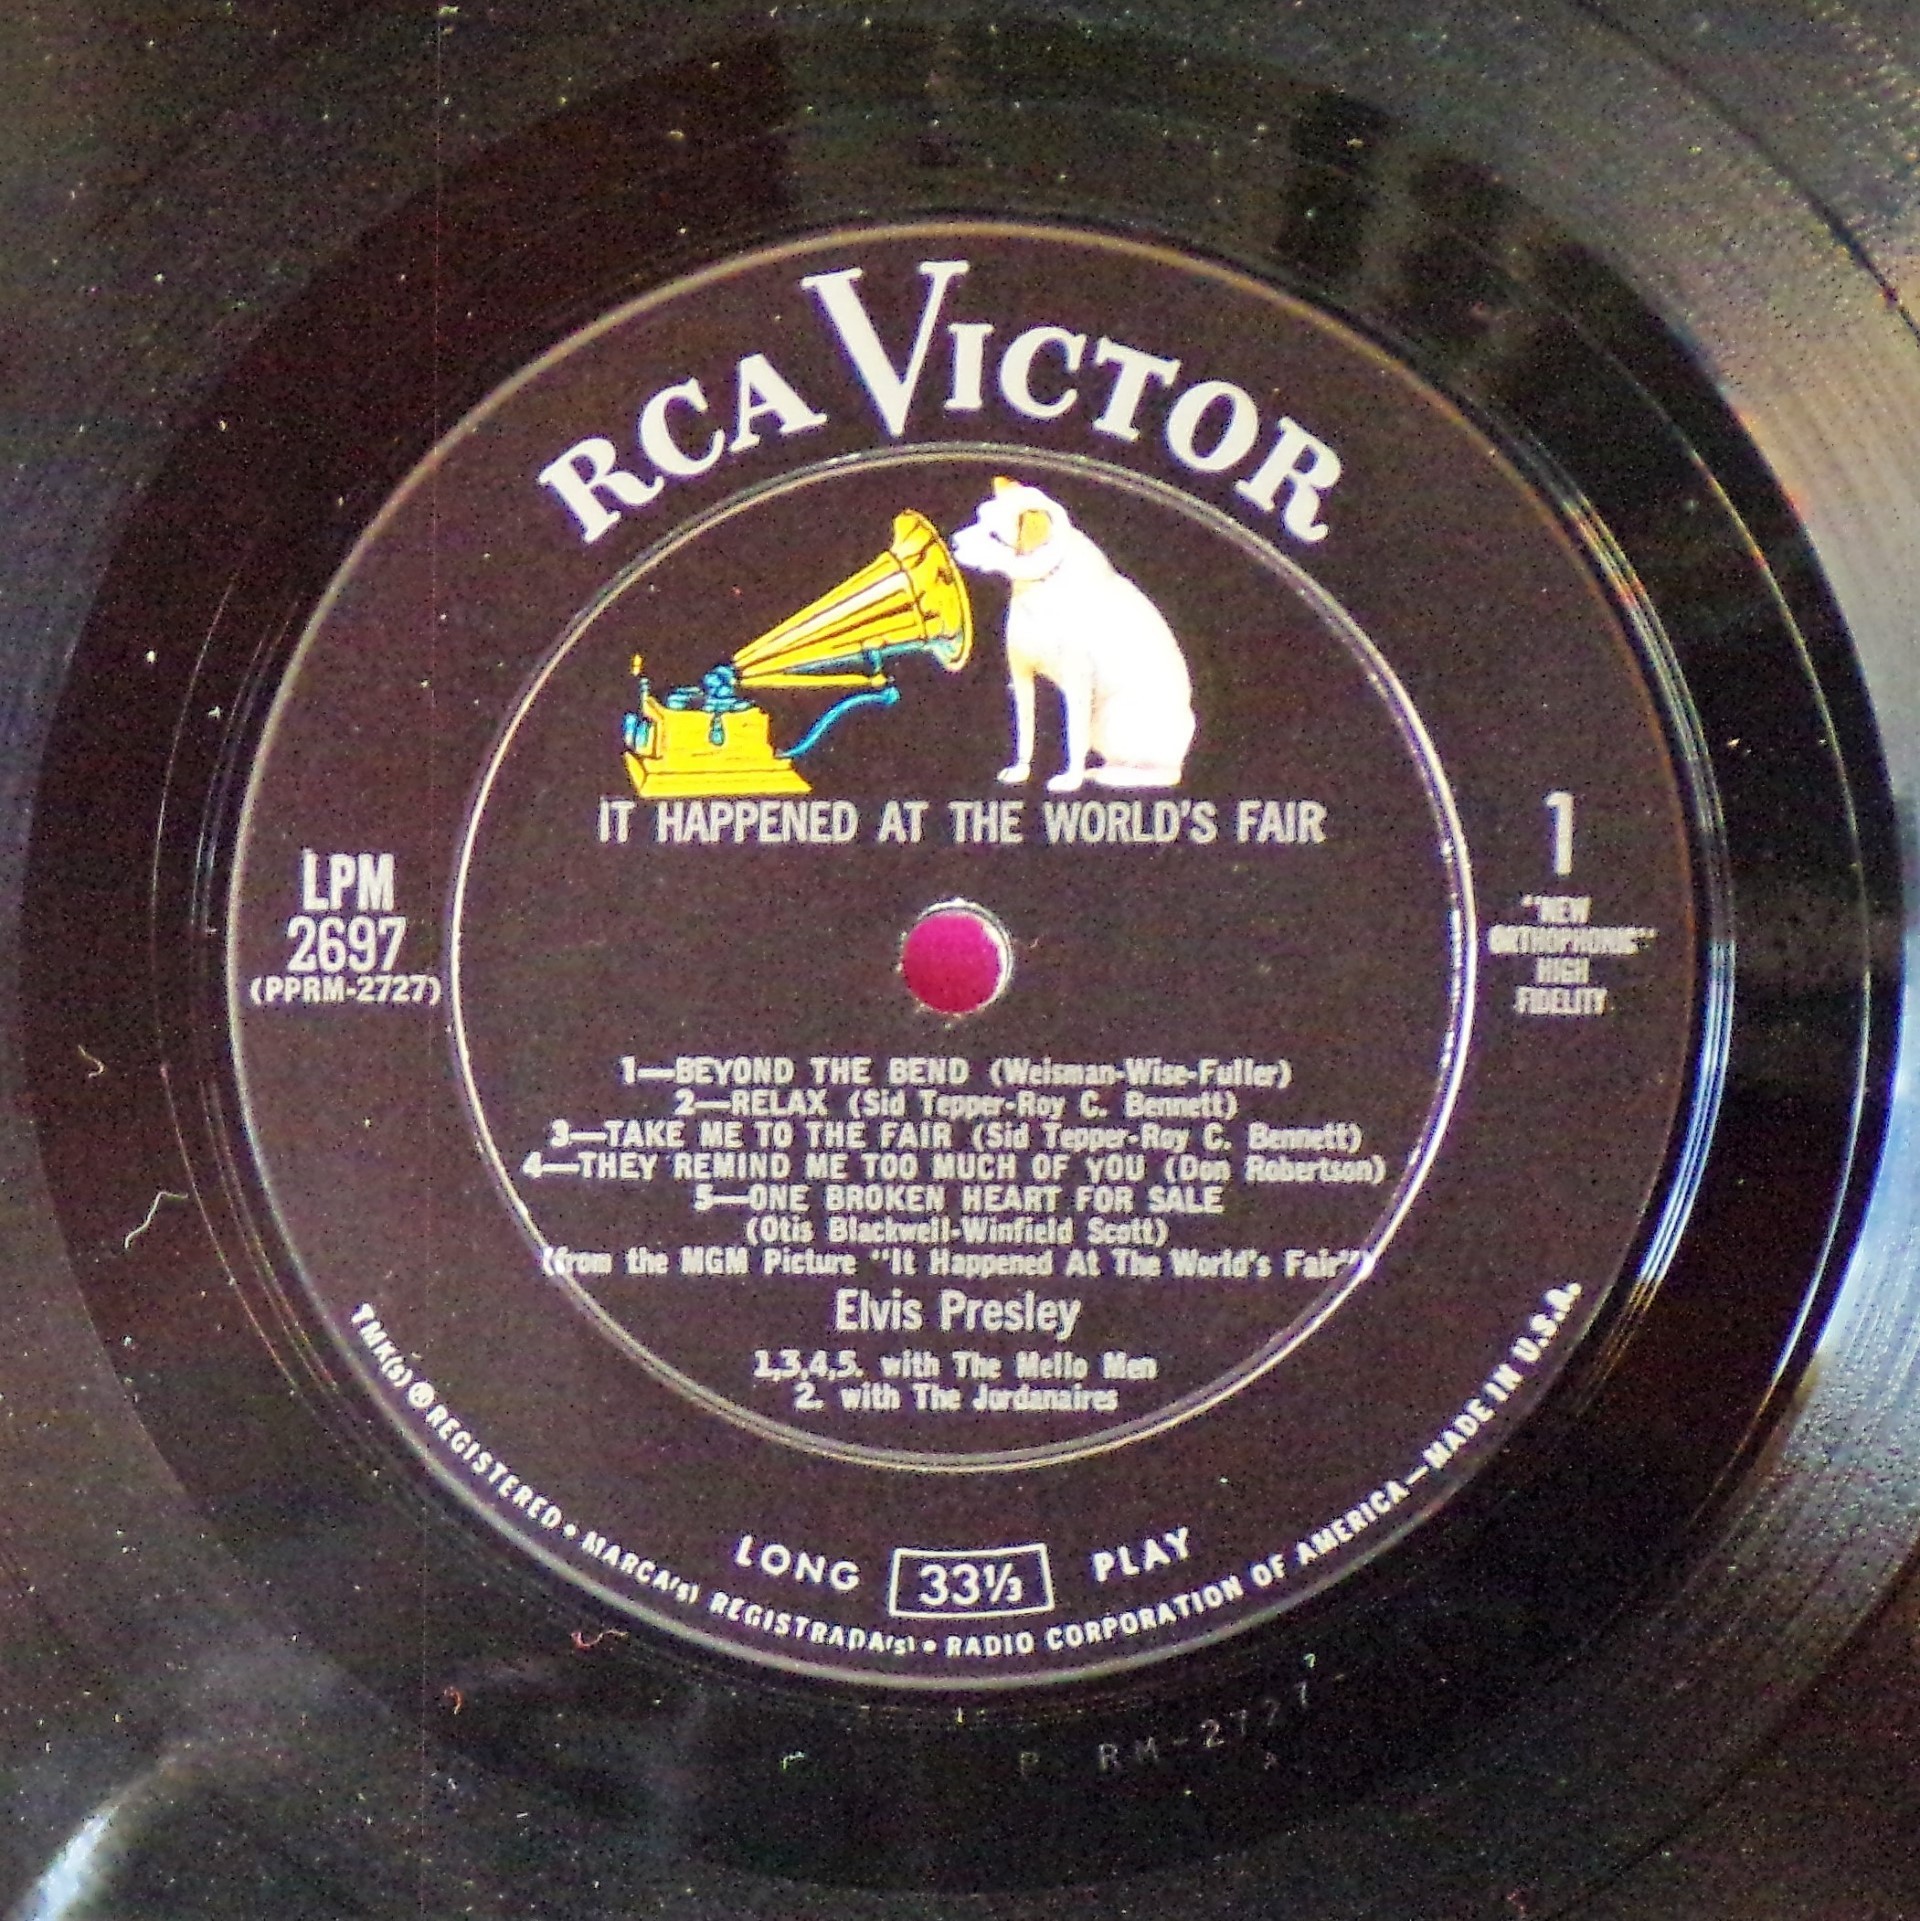 RCA VICTOR
IT HAPPENED AT THE WORLD'S FAIR
LPM
2697
(PPRM-2727)
1
"NEW
ORTHOPHONIC"
HIGH
FIDELITY
1—BEYOND THE BEND (Weisman-Wise-Fuller)
2—RELAX (Sid Tepper-Roy C. Bennett)
3—TAKE ME TO THE FAIR (Sid Tepper-Roy C. Bennett)
4—THEY REMIND ME TOO MUCH OF YOU (Don Robertson)
5—ONE BROKEN HEART FOR SALE
(Otis Blackwell-Winfield Scott)
(from the MGM Picture "It Happened At The World's Fair")
Elvis Presley
1,3,4,5. with The Mello Men
2. with The Jordanaires
LONG 33⅓ PLAY
TMK(s) ® REGISTERED • MARCA(s) REGISTRADA(s) • RADIO CORPORATION OF AMERICA—MADE IN U.S.A.